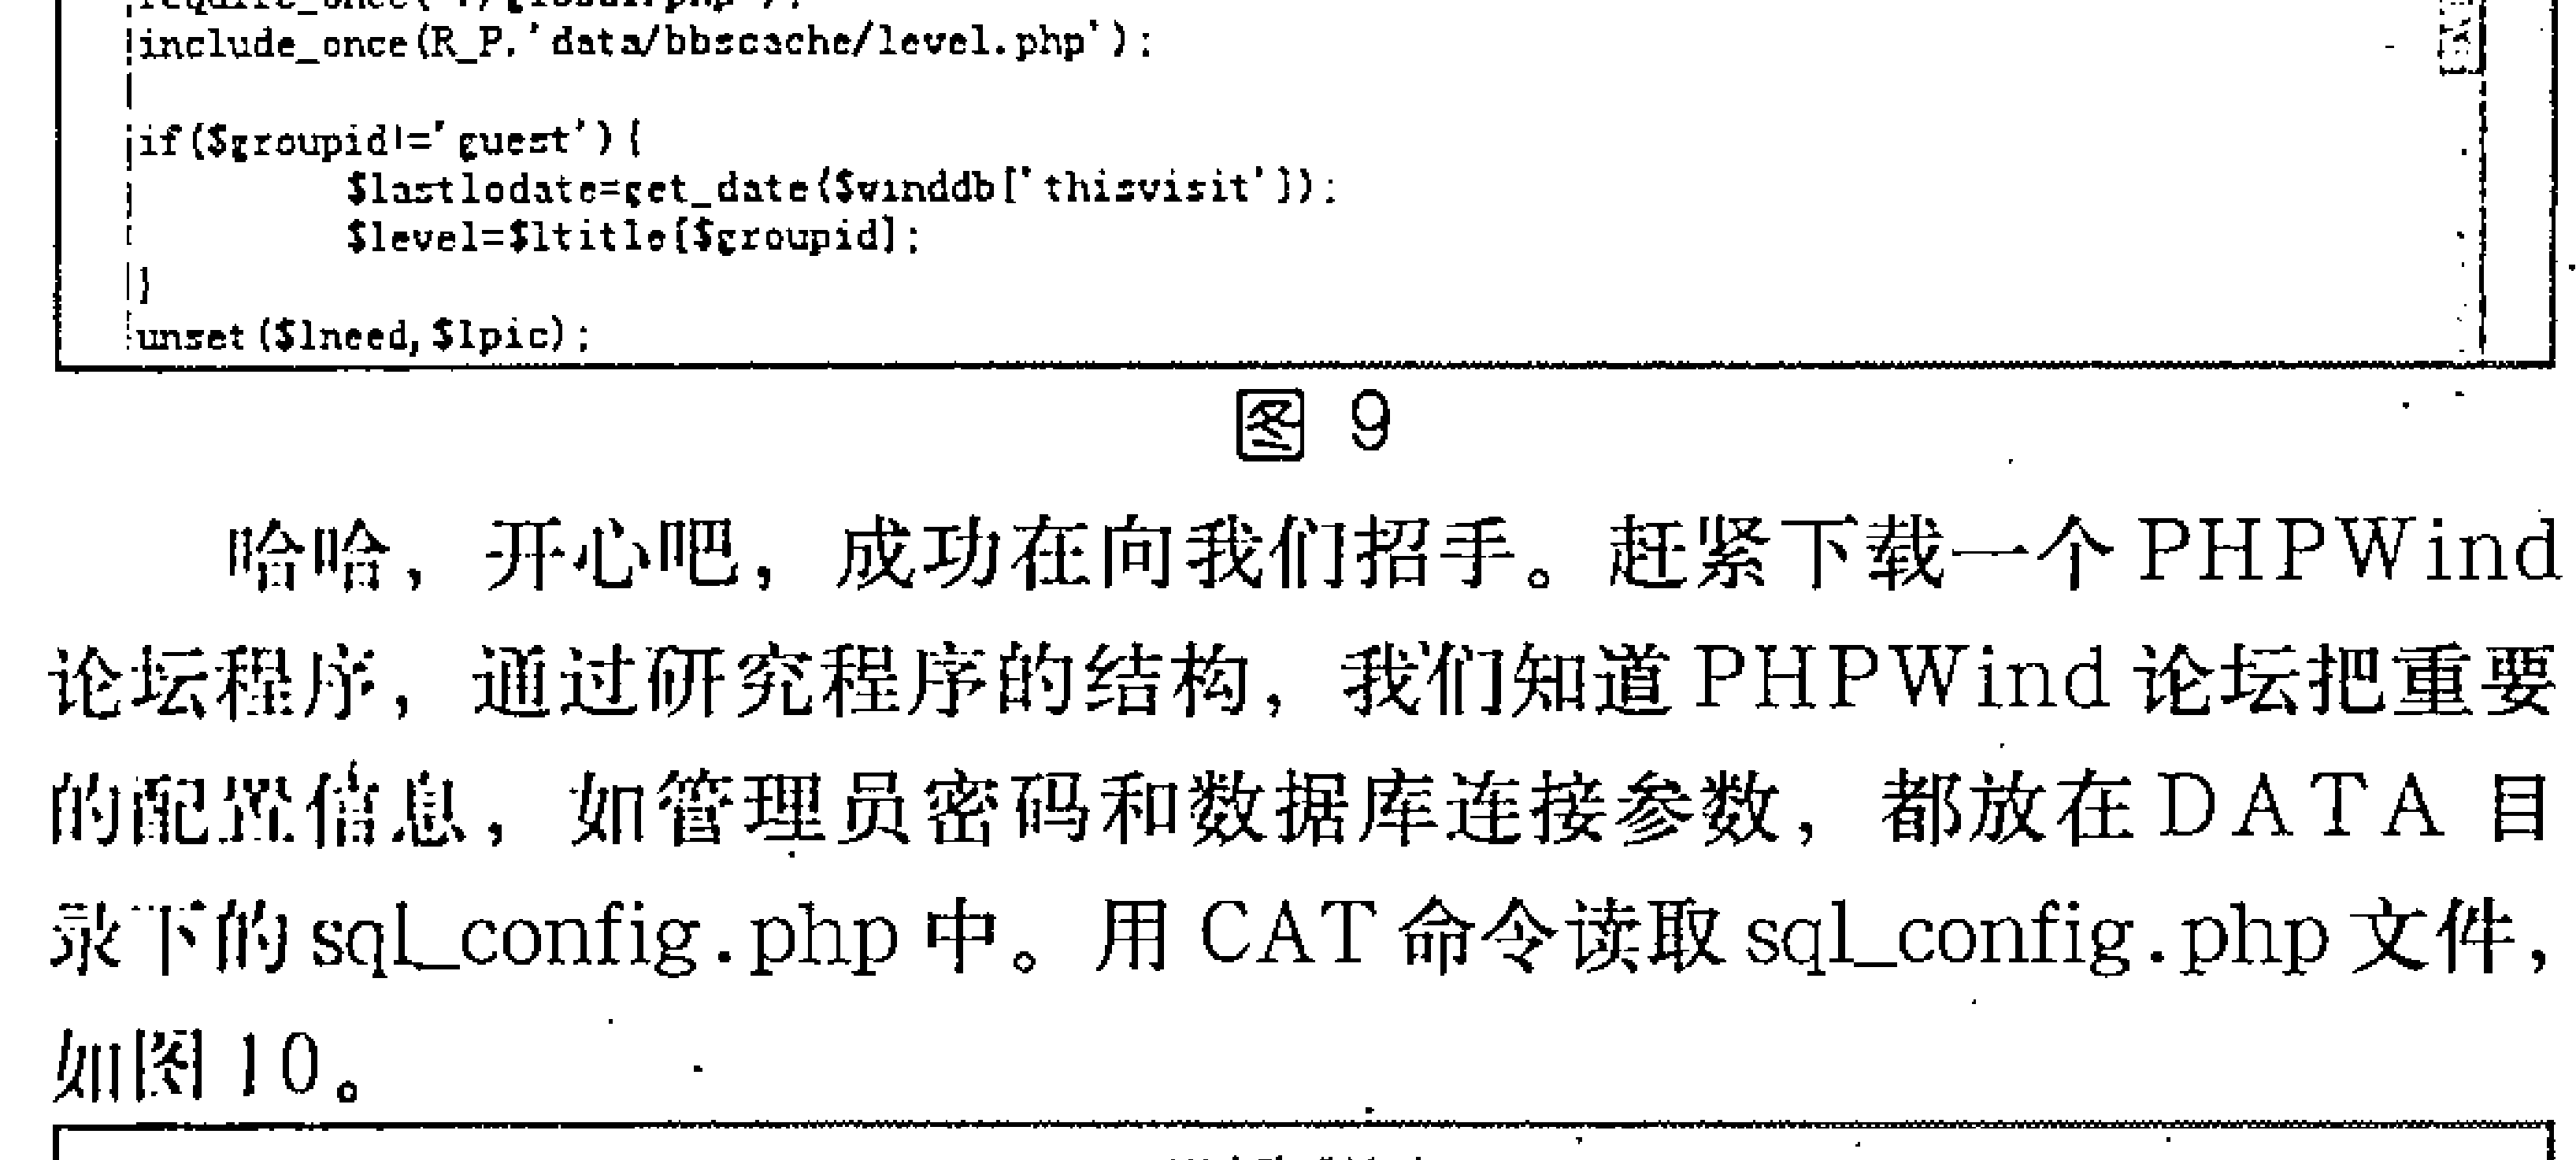 require_once('./global.php');
include_once(R_P.'data/bbscache/level.php');
if($groupid!='guest'){
$lastlodate=get_date($winddb['thisvisit']);
$level=$ltitle[$groupid];
}
unset($lneed,$lpic);
图 9
哈哈，开心吧，成功在向我们招手。赶紧下载一个PHPWind
论坛程序，通过研究程序的结构，我们知道PHPWind论坛把重要
的配置信息，如管理员密码和数据库连接参数，都放在DATA 目
录下的sql_config.php中。用 CAT命令读取sql_config.php文件，
如图 10。